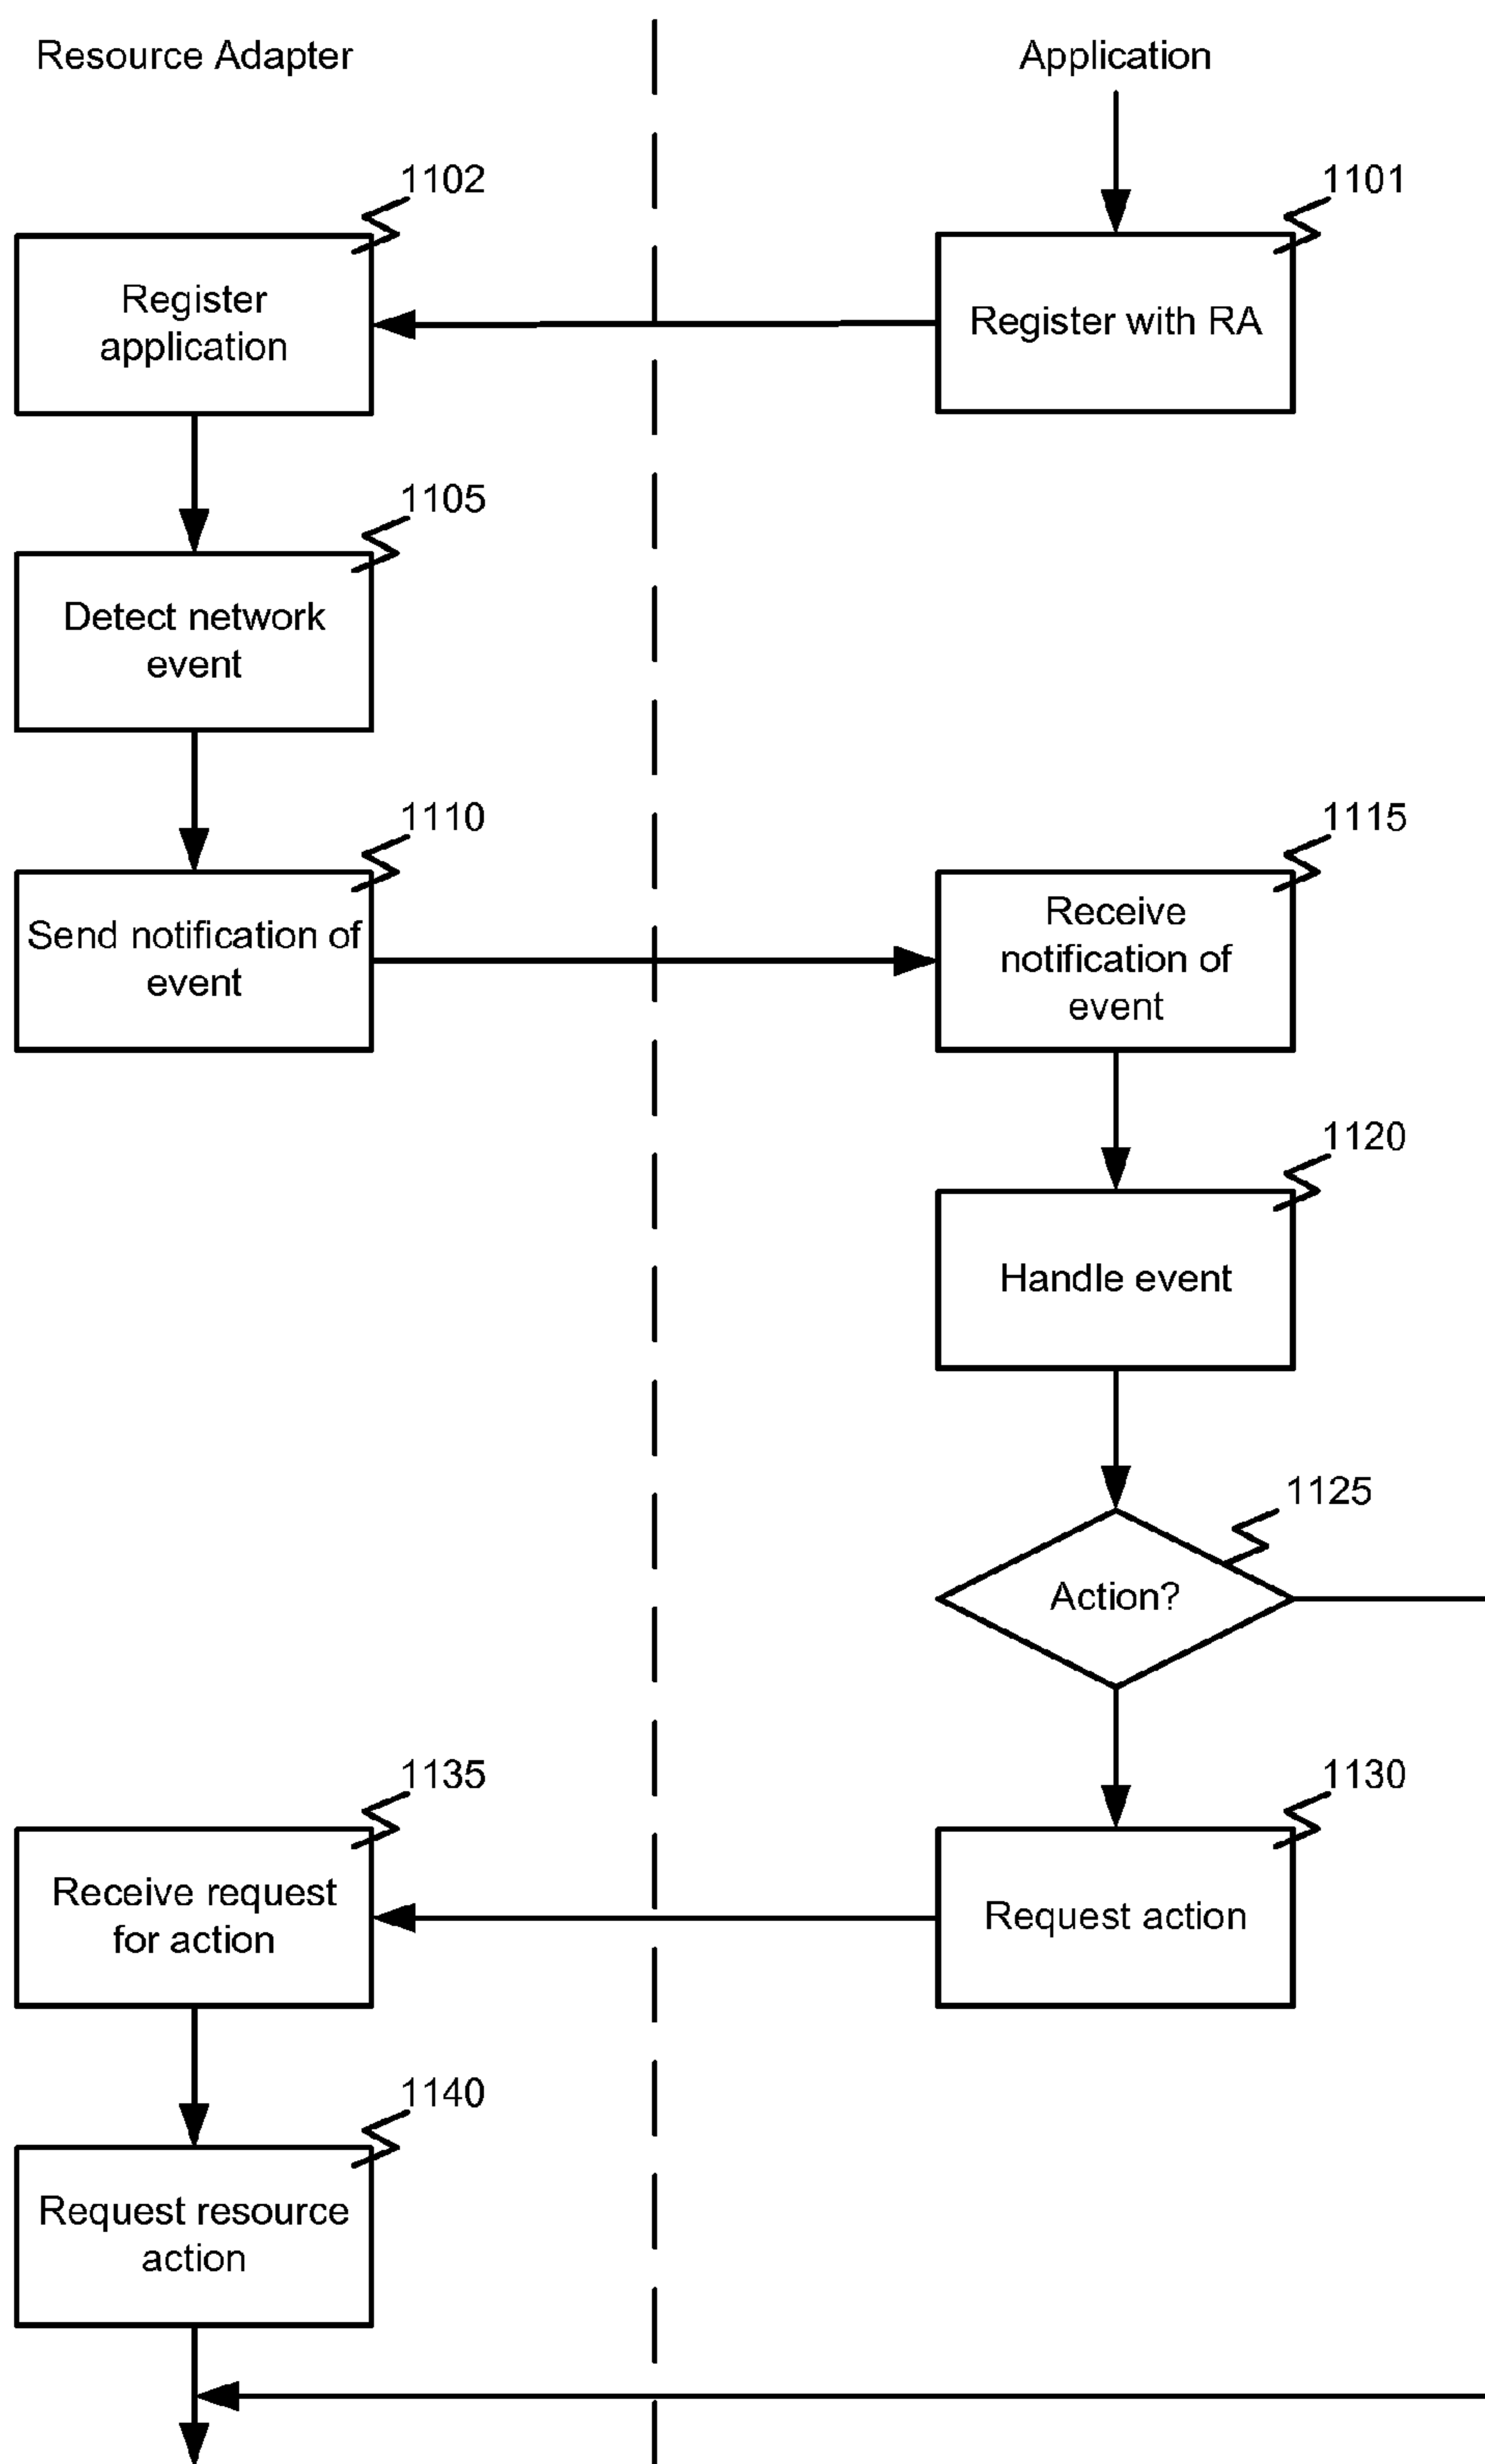 Resource Adapter
Application
1102
1101
Register
application
Register with RA
1105
Detect network
event
1110
1115
Send notification of
event
Receive
notification of
event
1120
Handle event
1125
Action?
1135
1130
Receive request
for action
Request action
1140
Request resource
action